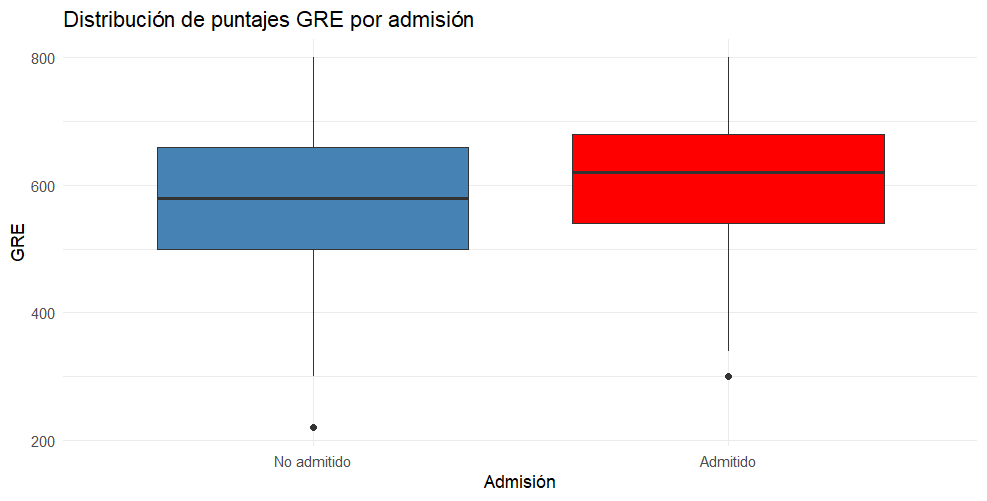 Distribución de puntajes GRE por admisión
800
600
400
200
GRE
No admitido
Admitido
Admisión